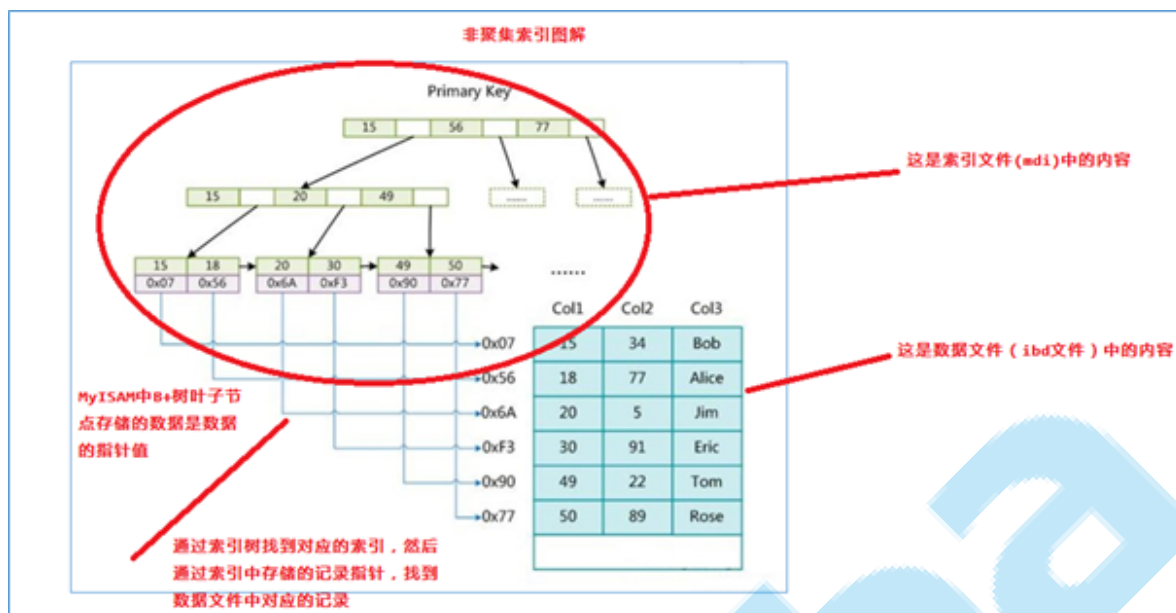 非聚集索引图解
Primary Key
15 56 77
这是索引文件(mdi)中的内容
15 20 49 ...... ......
15 18 20 30 49 50
0x07 0x56 0x6A 0xF3 0x90 0x77
......
Col1 Col2 Col3
0x07 15 34 Bob
这是数据文件（ibd文件）中的内容
0x56 18 77 Alice
MyISAM中B+树叶子节
点存储的数据是数据
的指针值
0x6A 20 5 Jim
0xF3 30 91 Eric
0x90 49 22 Tom
0x77 50 89 Rose
通过索引树找到对应的索引，然后
通过索引中存储的记录指针，找到
数据文件中对应的记录